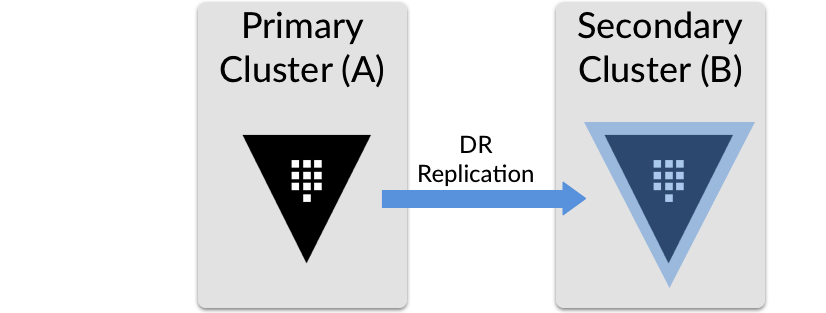 Primary
Cluster (A)
Secondary
Cluster (B)
DR
Replication